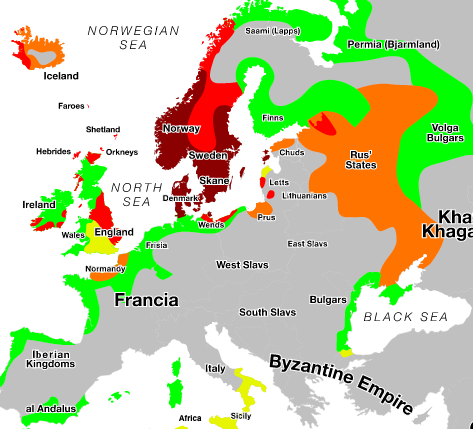 NORWEGIAN
SEA
Saami (Lapps)
Permia (Bjarmland)
Iceland
Faroes
Finns
Shetland
Norway
Volga
Bulgars
Hebrides
Orkneys
Sweden
Chuds
Rus'
States
Skane
NORTH
SEA
Letts
Denmark
Lithuanians
Ireland
Wales
England
Wends
Prus
Khag
Khaga
Frisia
East Slavs
Normancy
West Slavs
Francia
Bulgars
South Slavs
BLACK SEA
Iberian
Kingdoms
Italy
Byzantine Empire
al Andalus
Africa
Sicily